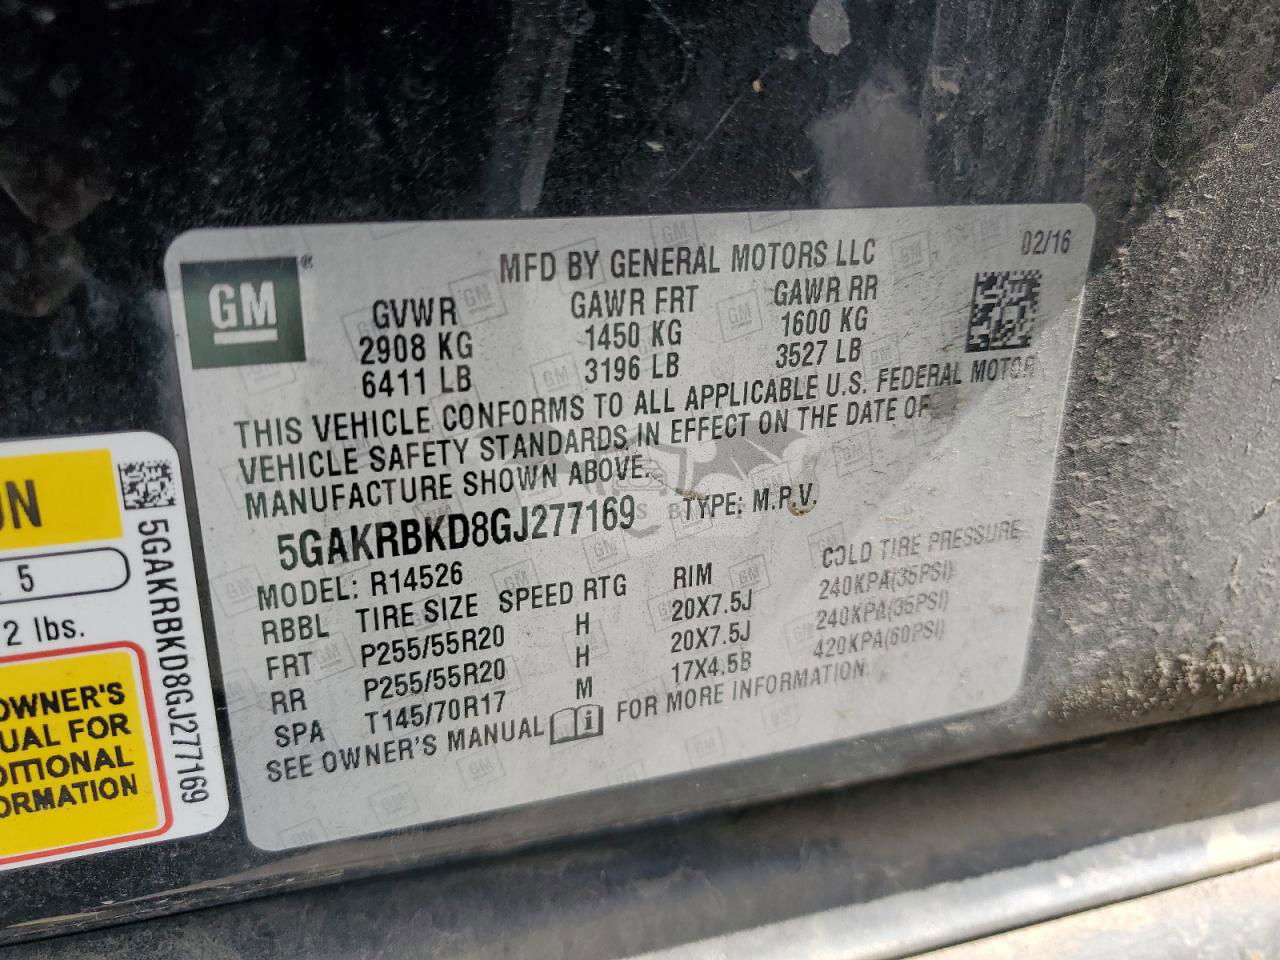 GM
®
MFD BY GENERAL MOTORS LLC
02/16
GVWR GAWR FRT GAWR RR
2908 KG 1450 KG 1600 KG
6411 LB 3196 LB 3527 LB
THIS VEHICLE CONFORMS TO ALL APPLICABLE U.S. FEDERAL MOTOR
VEHICLE SAFETY STANDARDS IN EFFECT ON THE DATE OF
MANUFACTURE SHOWN ABOVE.
5GAKRBKD8GJ277169 TYPE: M.P.V.
MODEL: R14526
RBBL TIRE SIZE SPEED RTG RIM COLD TIRE PRESSURE
FRT P255/55R20 H 20X7.5J 240KPA(35PSI)
RR P255/55R20 H 20X7.5J 240KPA(35PSI)
SPA T145/70R17 M 17X4.5B 420KPA(60PSI)
SEE OWNER'S MANUAL FOR MORE INFORMATION.
5
2 lbs.
OWNER'S
UAL FOR
DITIONAL
ORMATION
5GAKRBKD8GJ277169